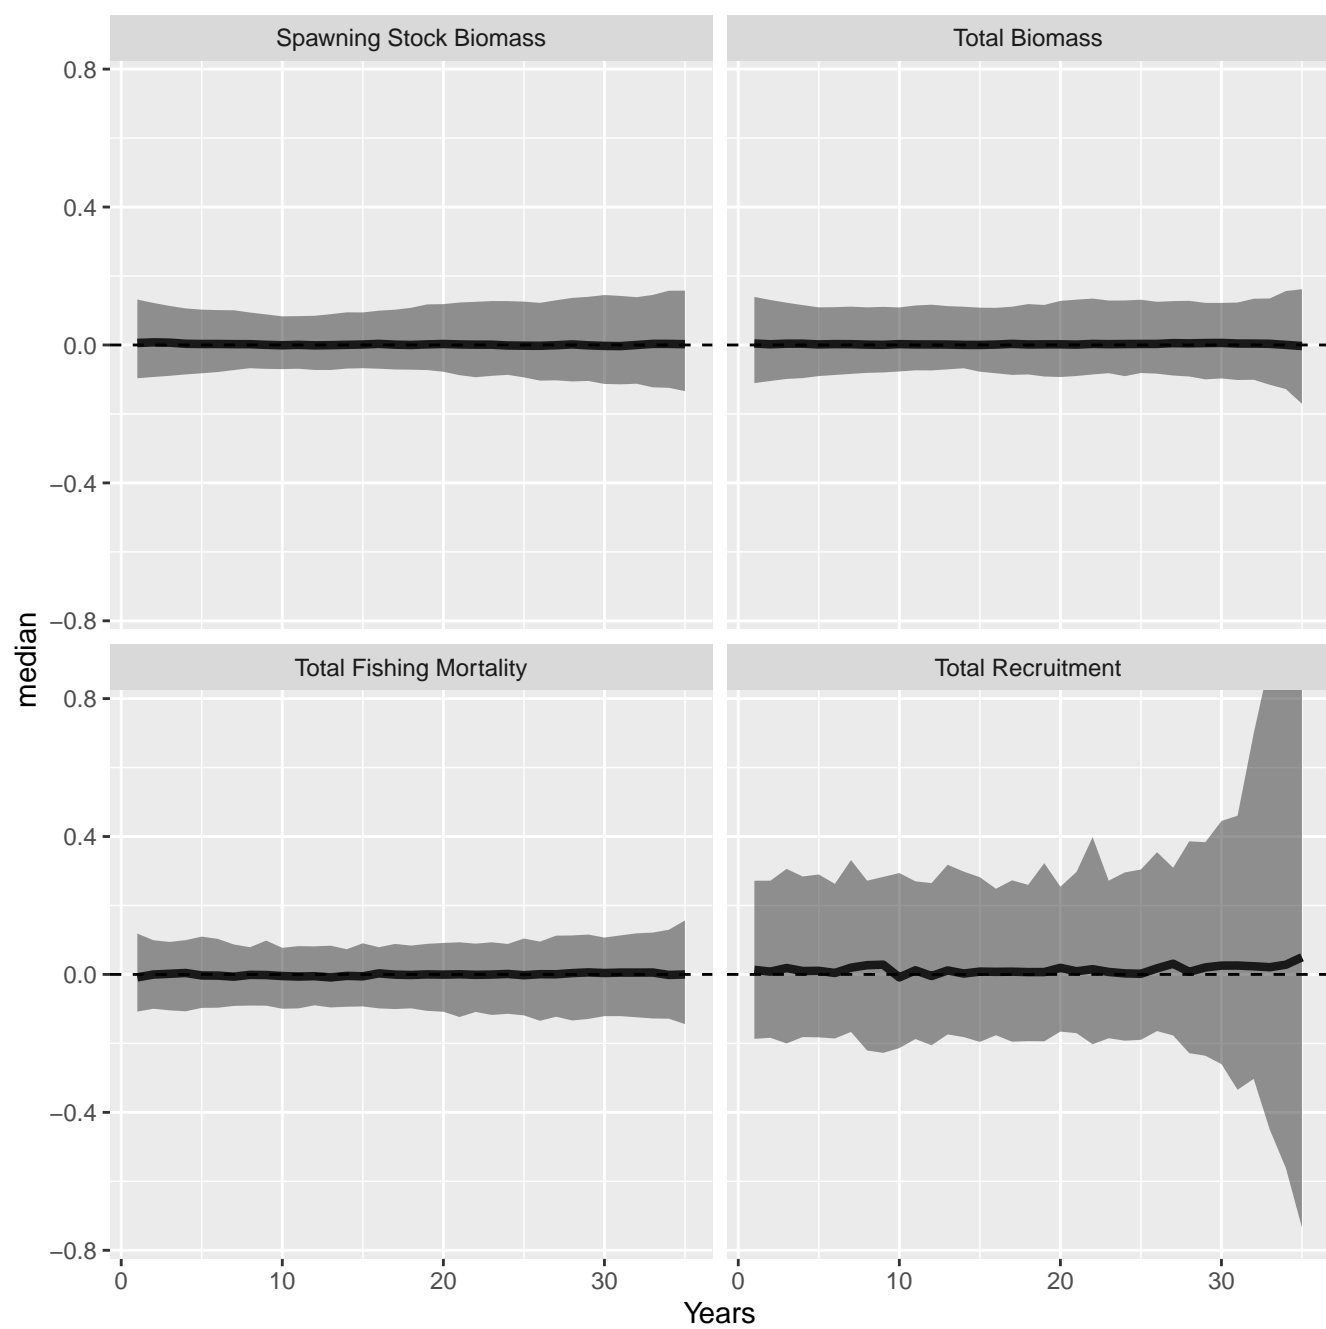 Spawning Stock Biomass
Total Biomass
0.8
0.4
0.0
−0.4
−0.8
median
Total Fishing Mortality
Total Recruitment
0.8
0.4
0.0
−0.4
−0.8
0 10 20 30
0 10 20 30
Years